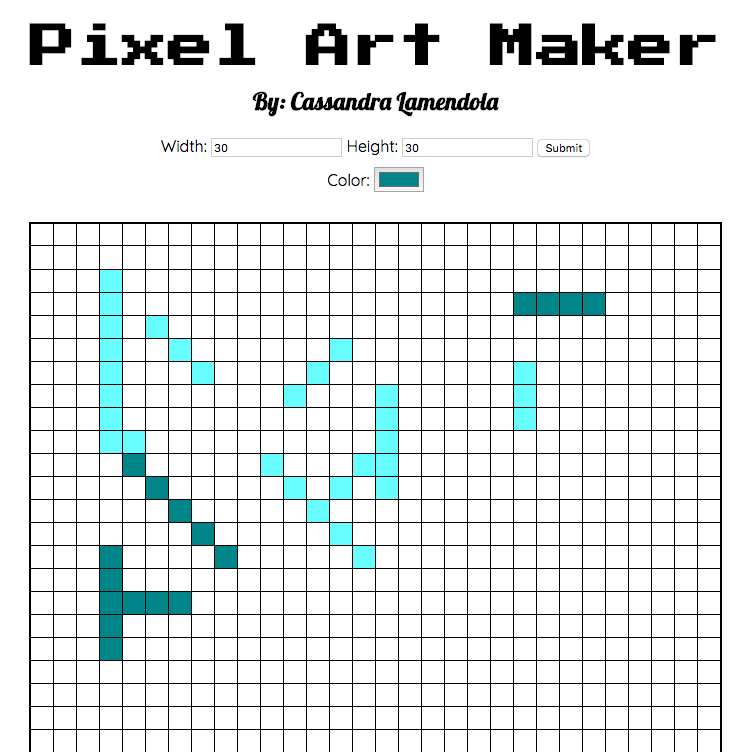 Pixel Art Maker
By: Cassandra Lamendola
Width: 30 Height: 30 Submit
Color: